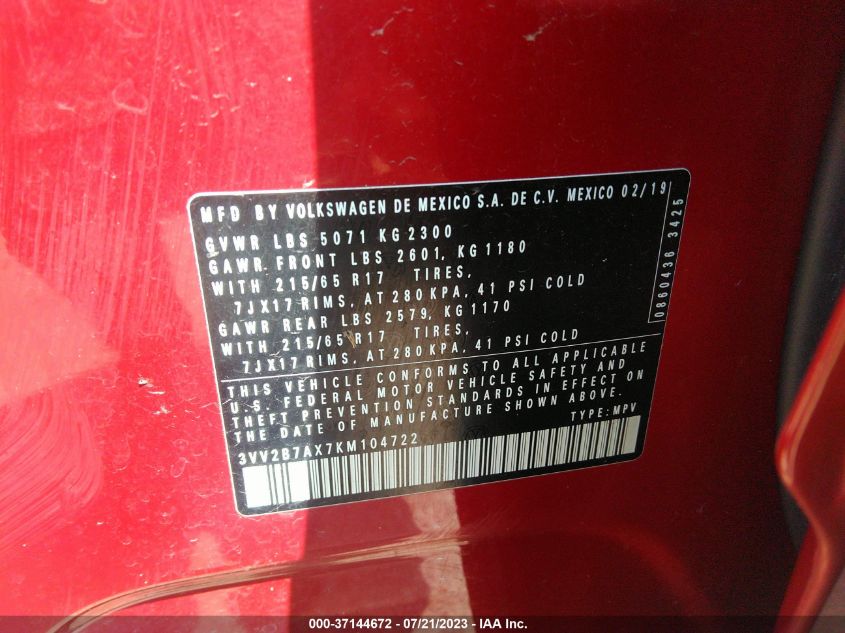 MFD BY VOLKSWAGEN DE MEXICO S.A. DE C.V. MEXICO 02/19
GVWR LBS 5071 KG 2300
GAWR FRONT LBS 2601, KG 1180
WITH 215/65 R17 TIRES,
7JX17 RIMS, AT 280 KPA, 41 PSI COLD
GAWR REAR LBS 2579, KG 1170
WITH 215/65 R17 TIRES,
7JX17 RIMS, AT 280 KPA, 41 PSI COLD
0860436 3425
THIS VEHICLE CONFORMS TO ALL APPLICABLE
U.S. FEDERAL MOTOR VEHICLE SAFETY AND
THEFT PREVENTION STANDARDS IN EFFECT ON
THE DATE OF MANUFACTURE SHOWN ABOVE.
3VV2B7AX7KM104722 TYPE: MPV
000-37144672 - 07/21/2023 - IAA Inc.